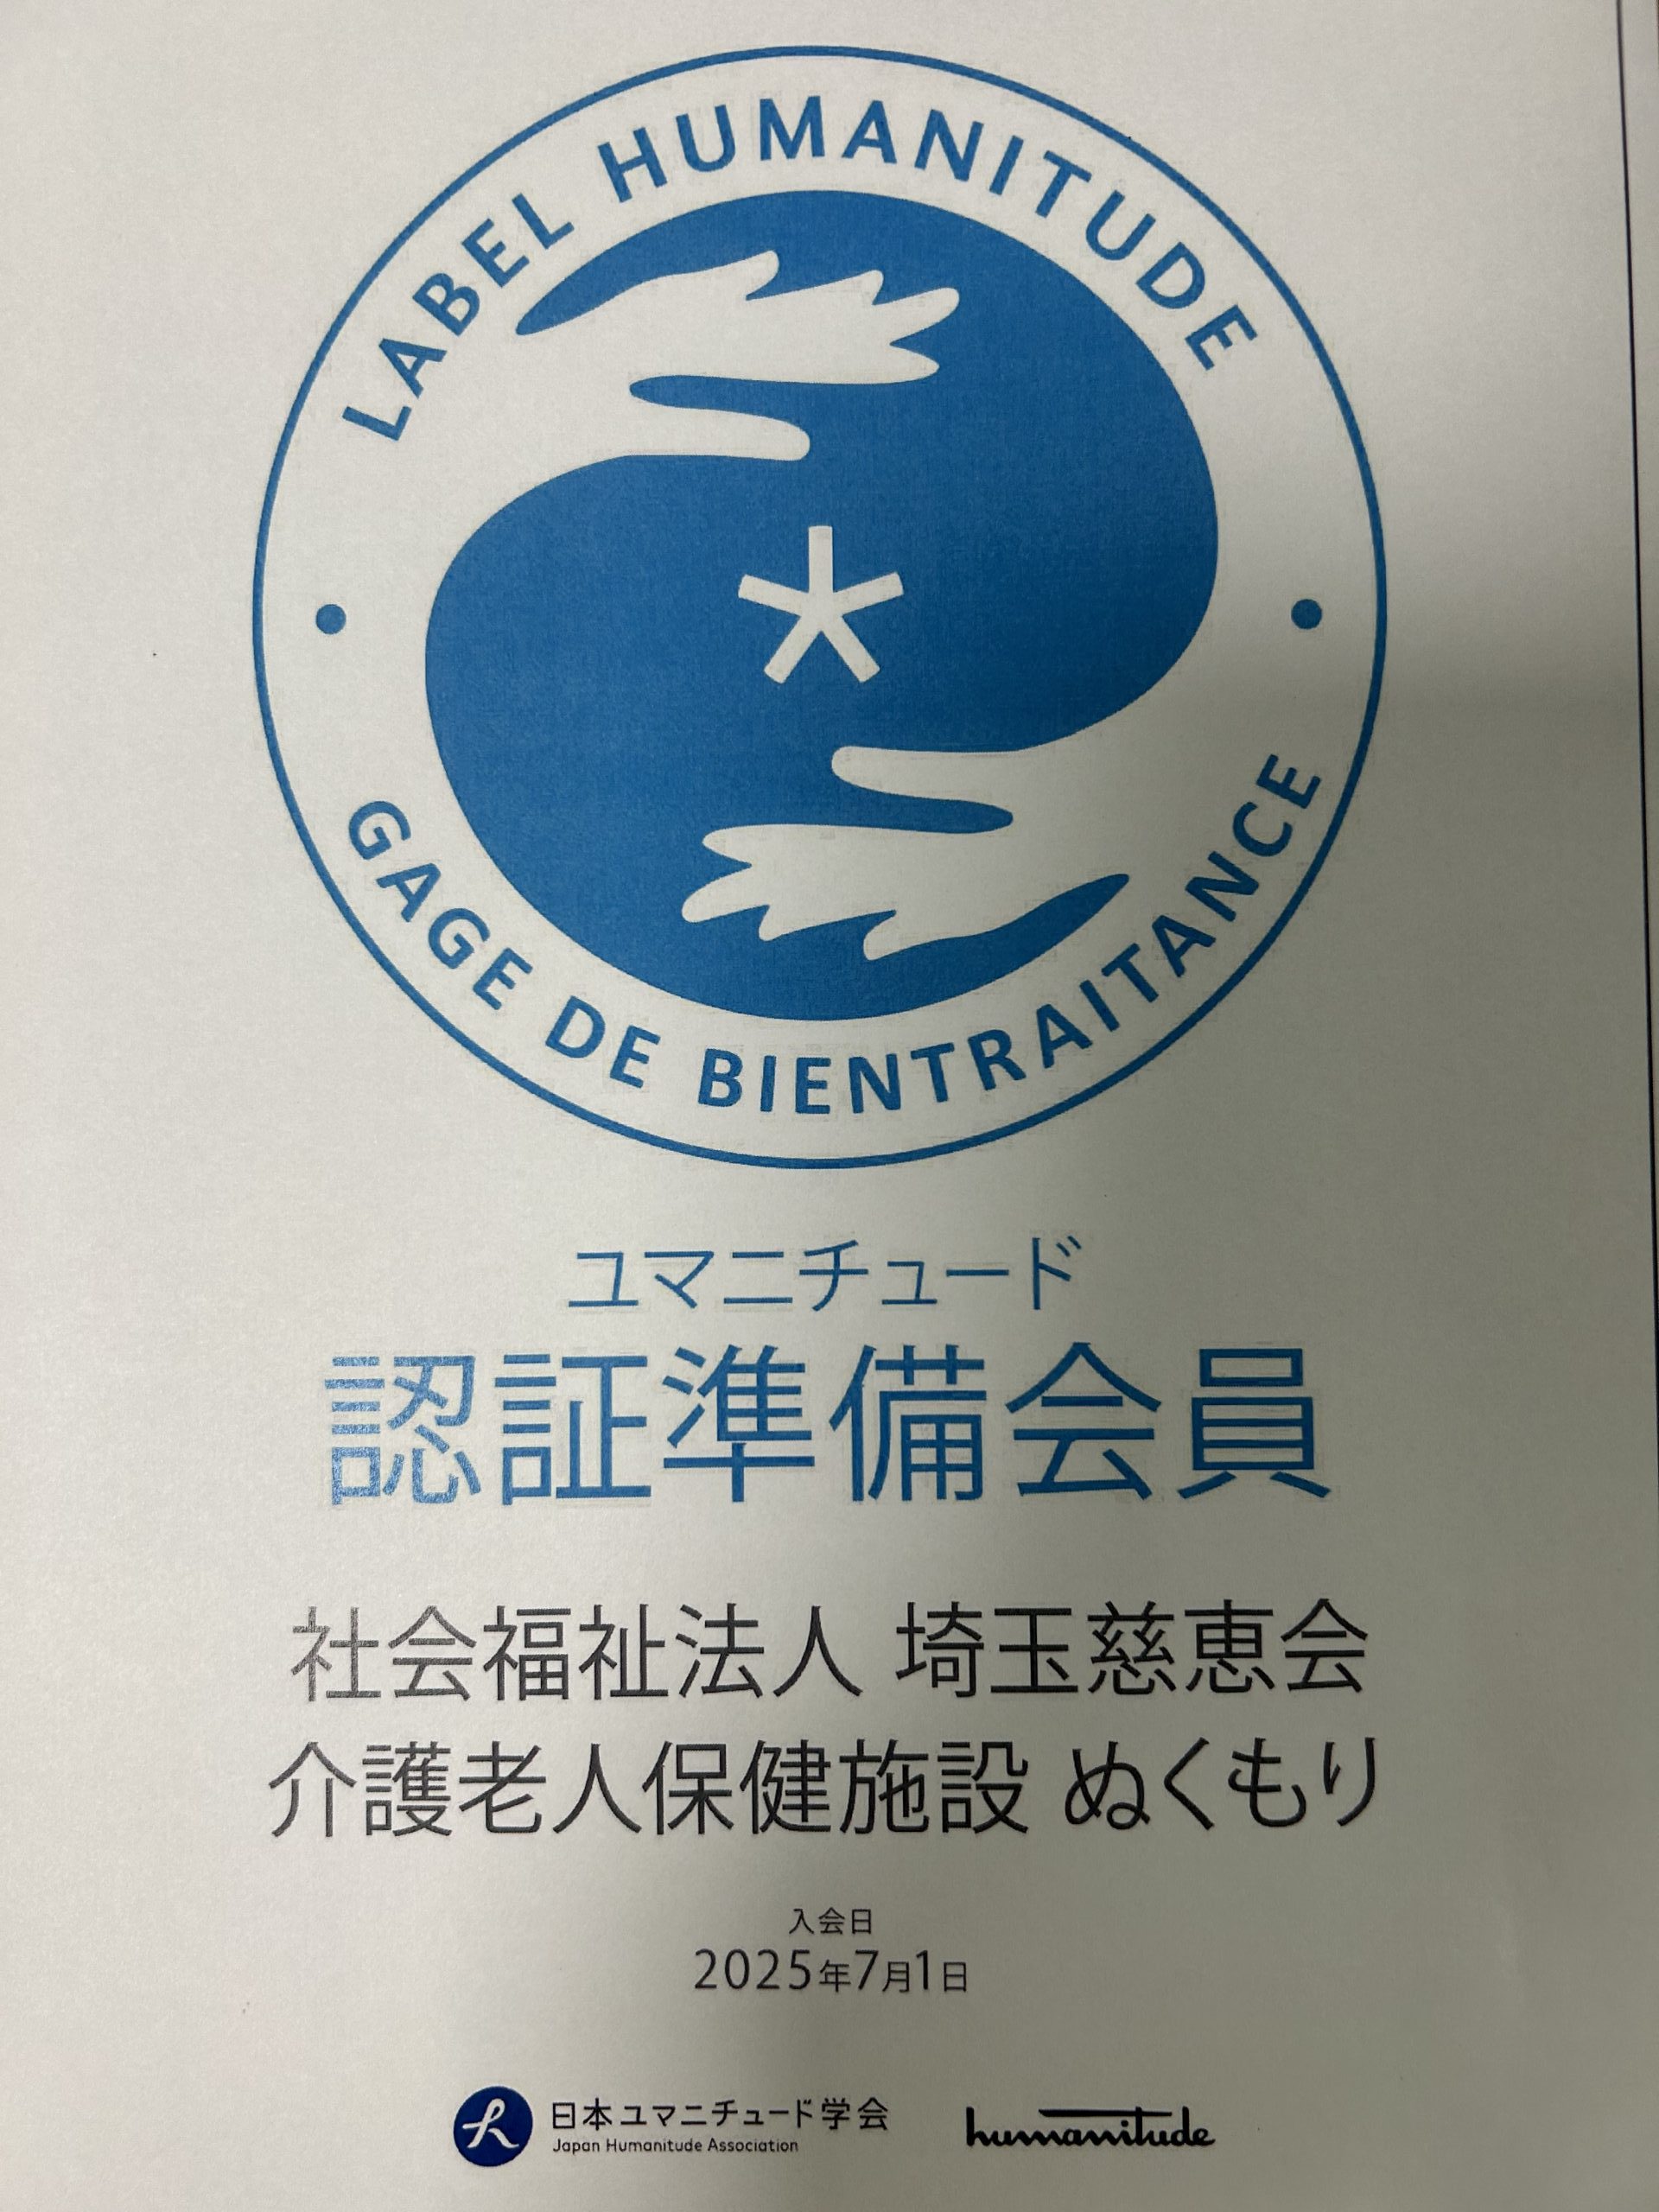 LABEL HUMANITUDE
GAGE DE BIENTRAITANCE
ユマニチュード
認証準備会員
社会福祉法人 埼玉慈恵会
介護老人保健施設 ぬくもり
入会日
2025年7月1日
日本ユマニチュード学会
Japan Humanitude Association
humanitude